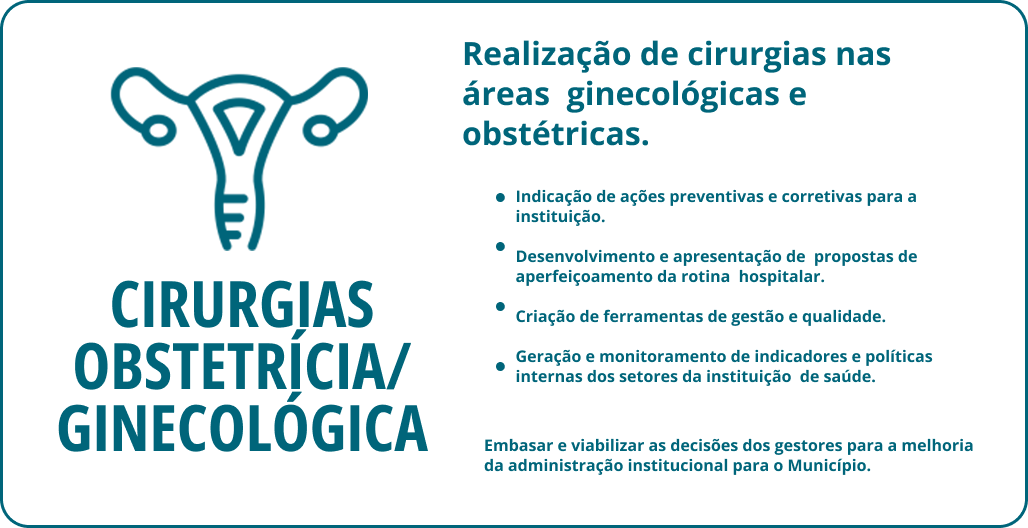 CIRURGIAS
OBSTETRÍCIA/
GINECOLÓGICA
Realização de cirurgias nas
áreas  ginecológicas e
obstétricas.
Indicação de ações preventivas e corretivas para a
instituição.
Desenvolvimento e apresentação de  propostas de
aperfeiçoamento da rotina  hospitalar.
Criação de ferramentas de gestão e qualidade.
Geração e monitoramento de indicadores e políticas
internas dos setores da instituição  de saúde.
Embasar e viabilizar as decisões dos gestores para a melhoria
da administração institucional para o Município.